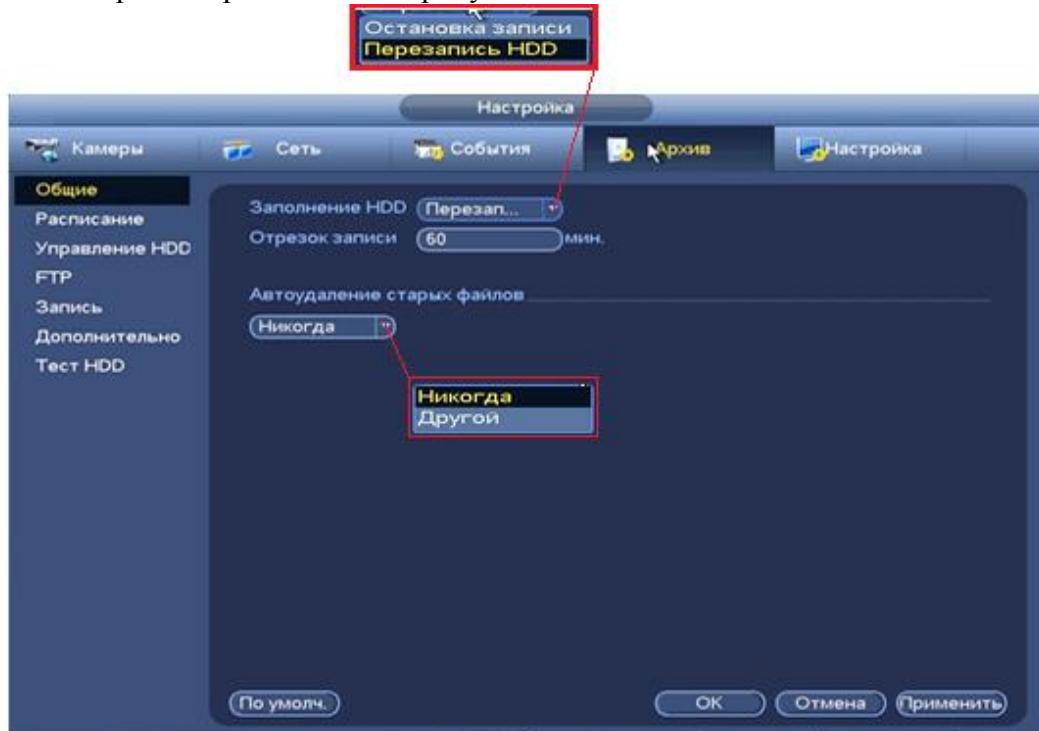 Остановка записи
Перезапись HDD
Настройка
Камеры
Сеть
События
Архив
Настройка
Общие
Расписание
Управление HDD
FTP
Запись
Дополнительно
Тест HDD
Заполнение HDD Перезап...
Отрезок записи 60 мин.
Автоудаление старых файлов
Никогда
Никогда
Другой
По умолч.
OK
Отмена
Применить